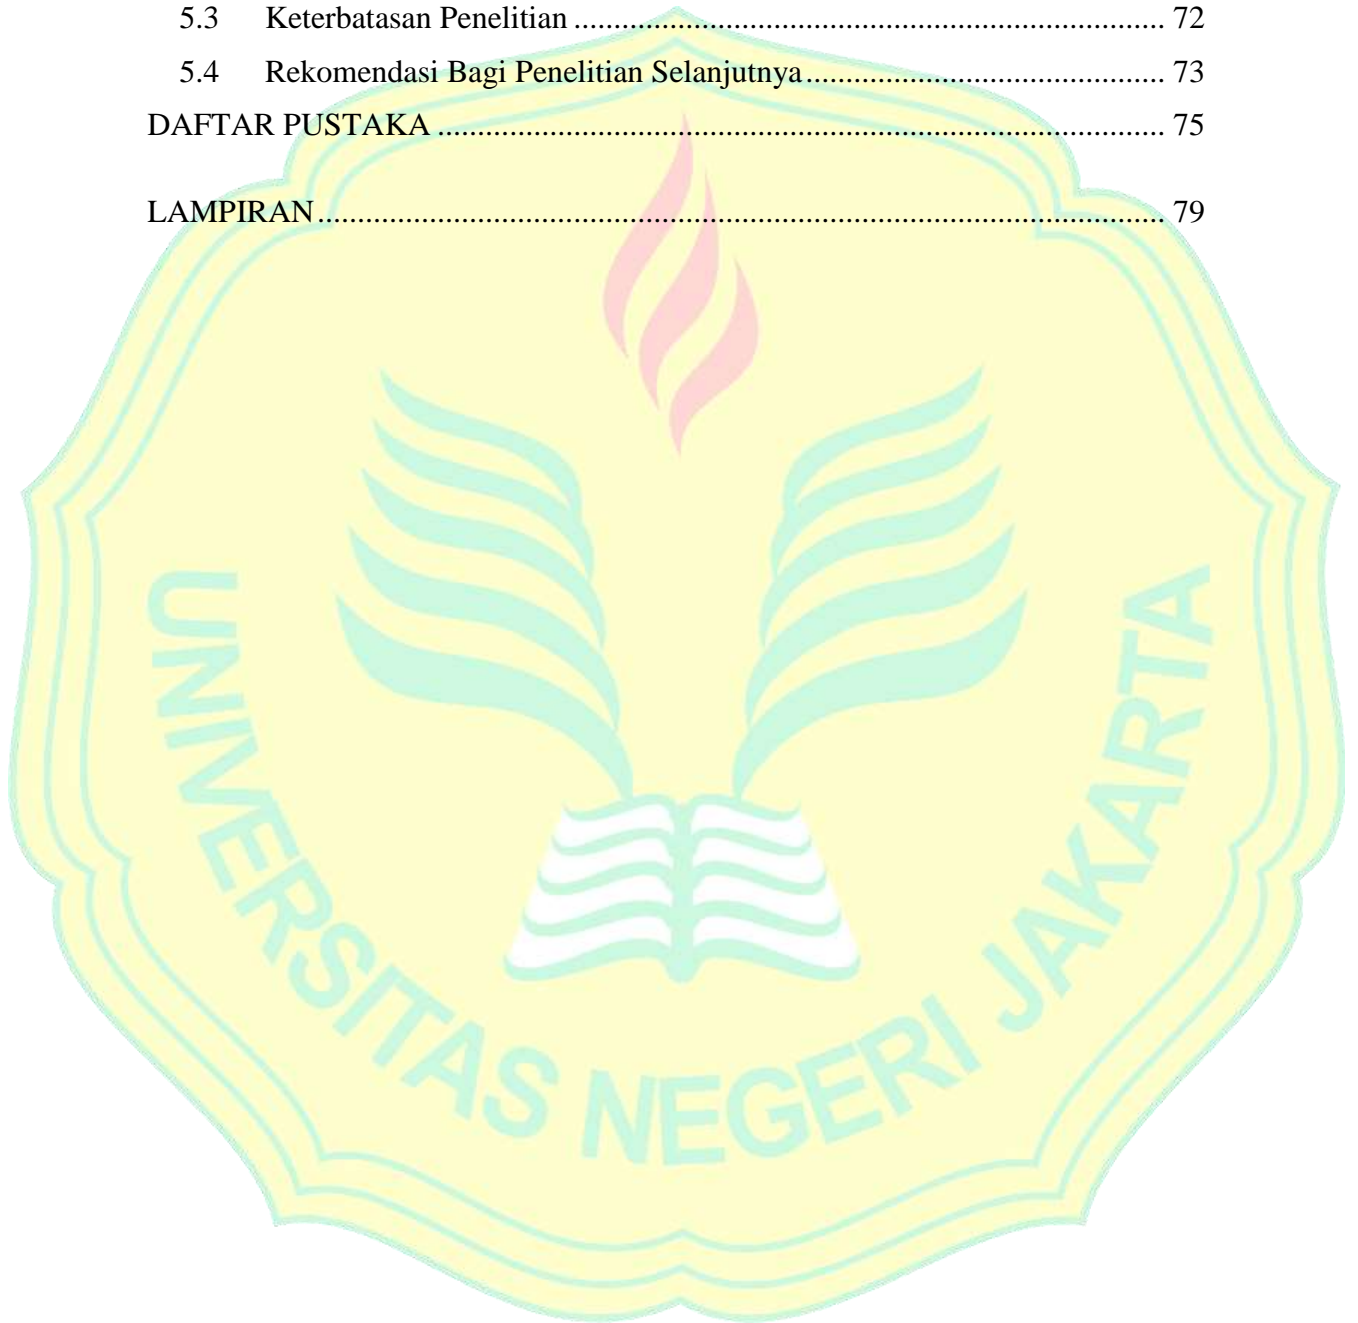 5.3 Keterbatasan Penelitian ........................................................................ 72
5.4 Rekomendasi Bagi Penelitian Selanjutnya ........................................... 73
DAFTAR PUSTAKA ......................................................................................... 75
LAMPIRAN ....................................................................................................... 79
UNIVERSITAS NEGERI JAKARTA